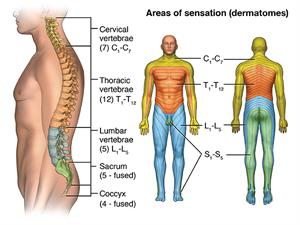 Areas of sensation (dermatomes)
Cervical
vertebrae
(7) C₁-C₇
Thoracic
vertebrae
(12) T₁-T₁₂
Lumbar
vertebrae
(5) L₁-L₅
Sacrum
(5 - fused)
Coccyx
(4 - fused)
C₁-C₇
T₁-T₁₂
L₁-L₅
S₁-S₅